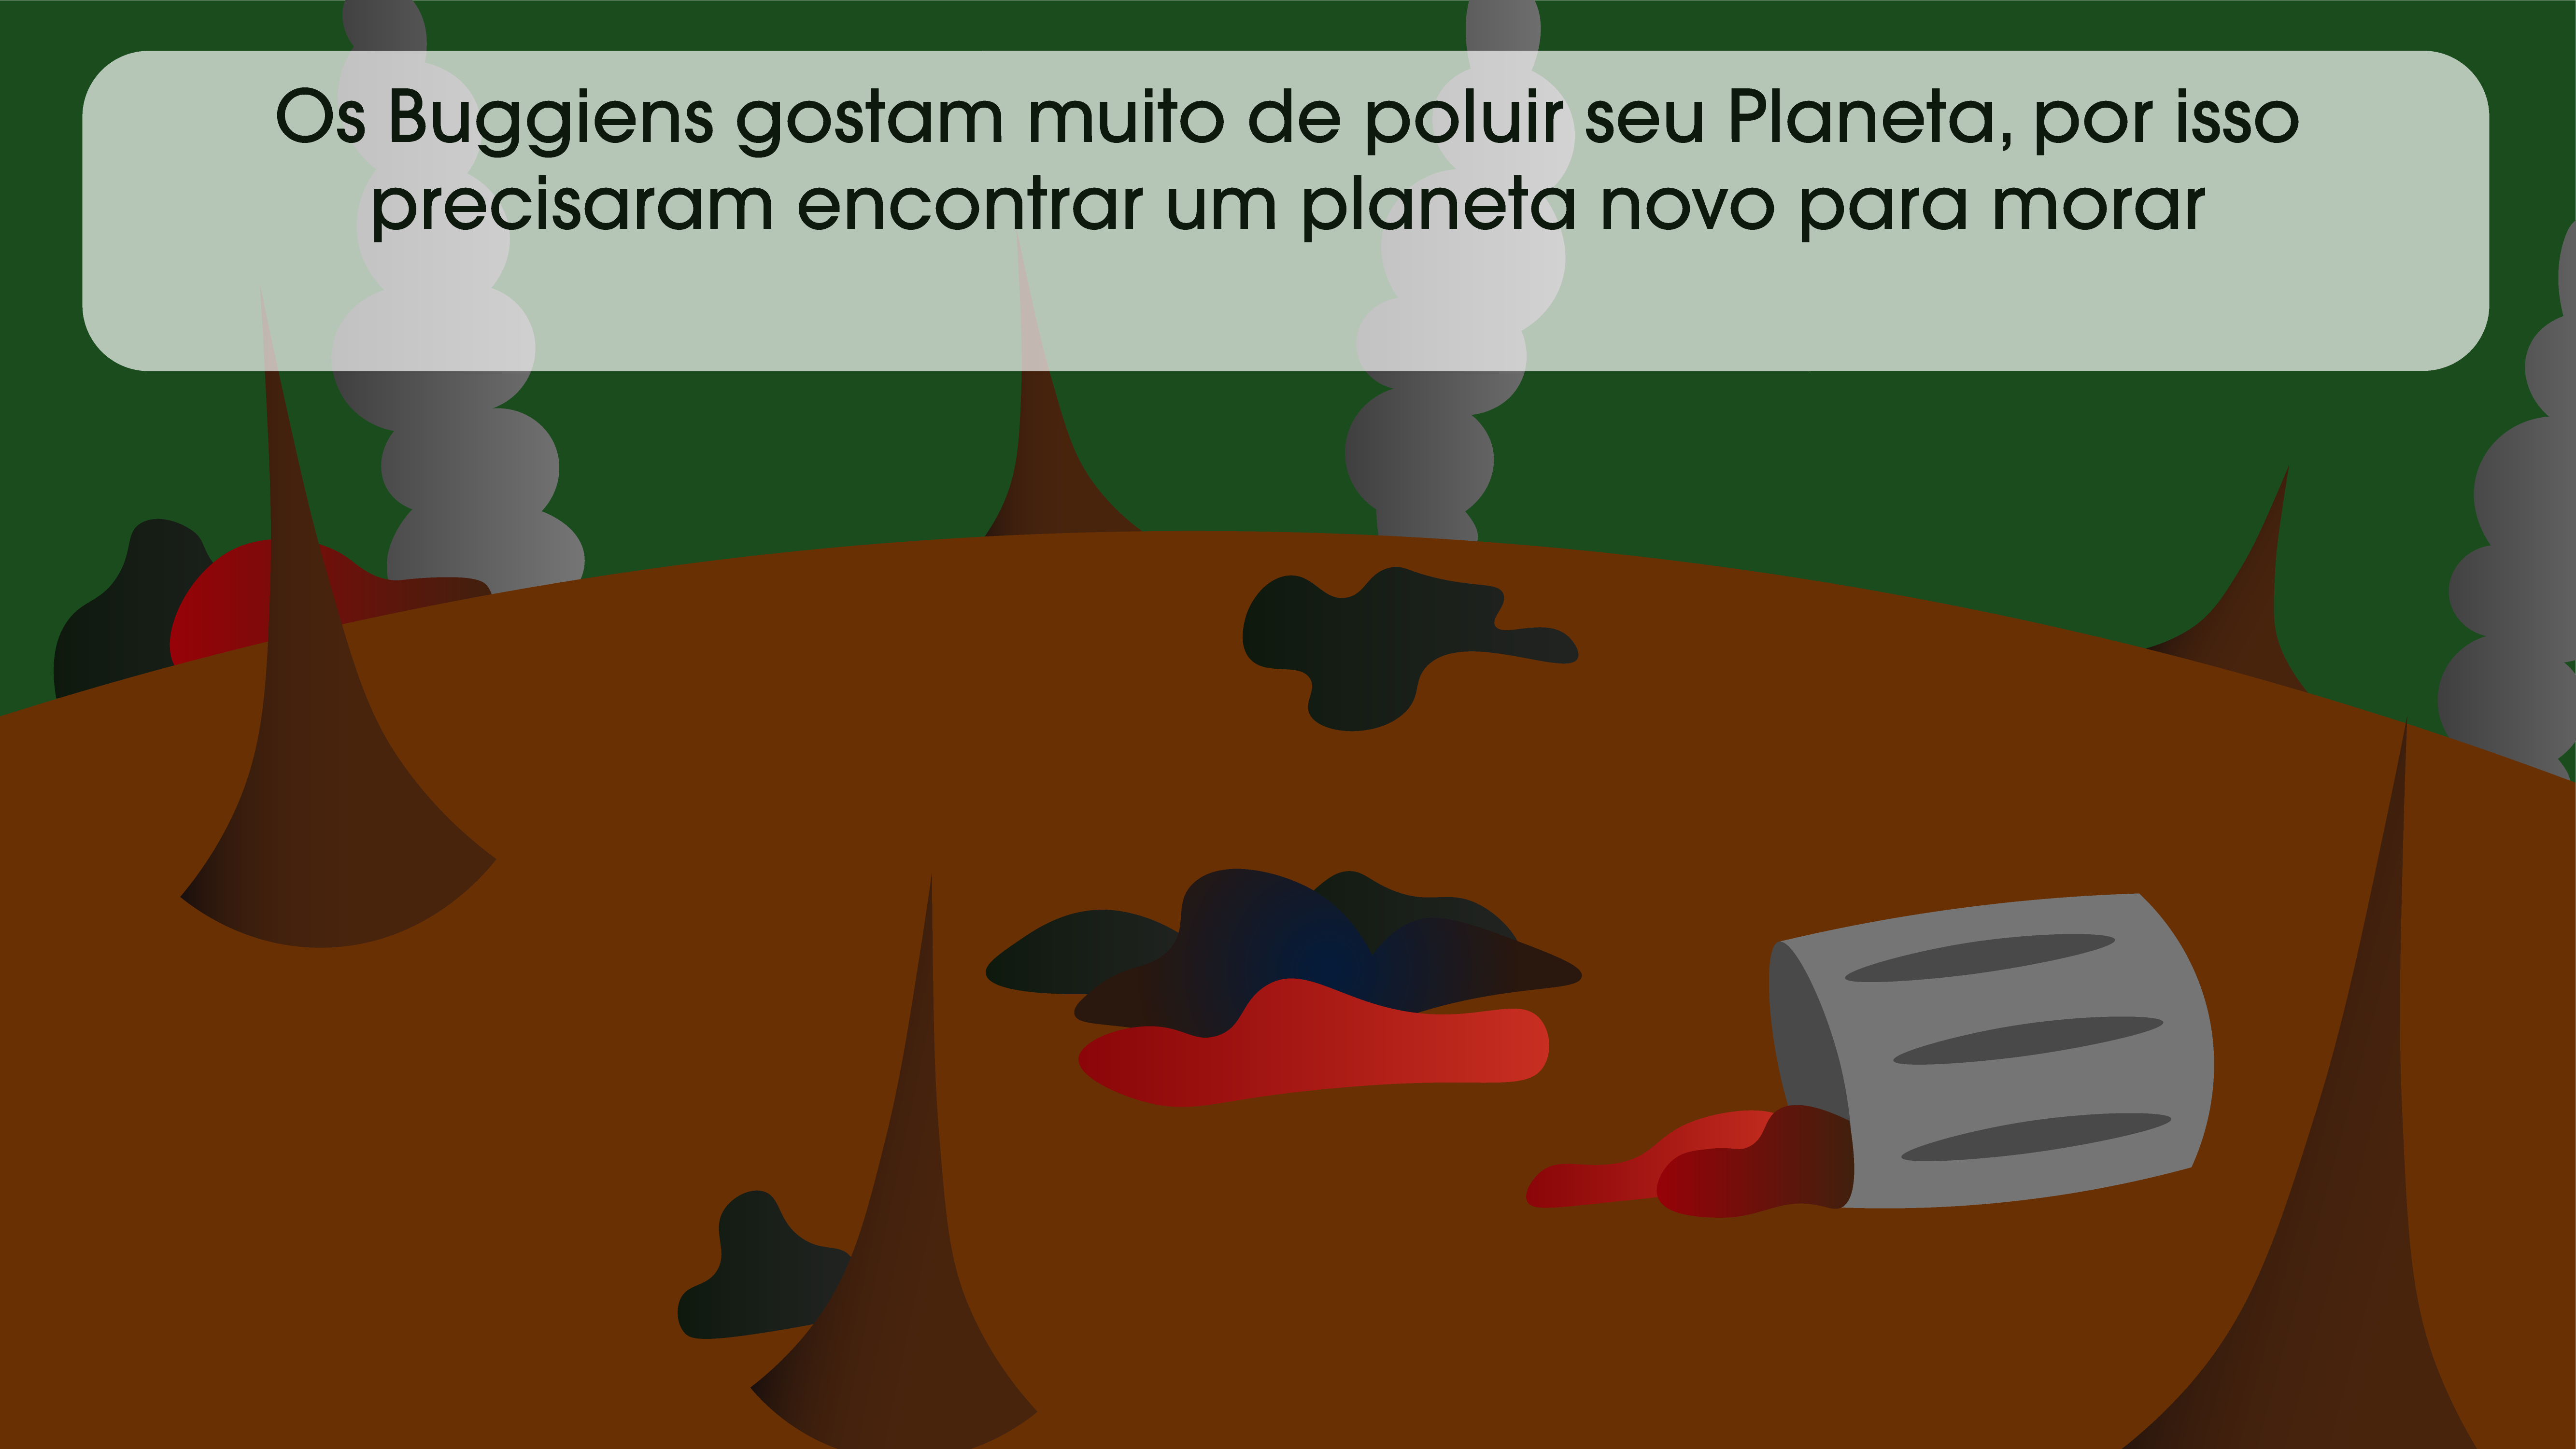 Os Buggiens gostam muito de poluir seu Planeta, por isso
precisaram encontrar um planeta novo para morar